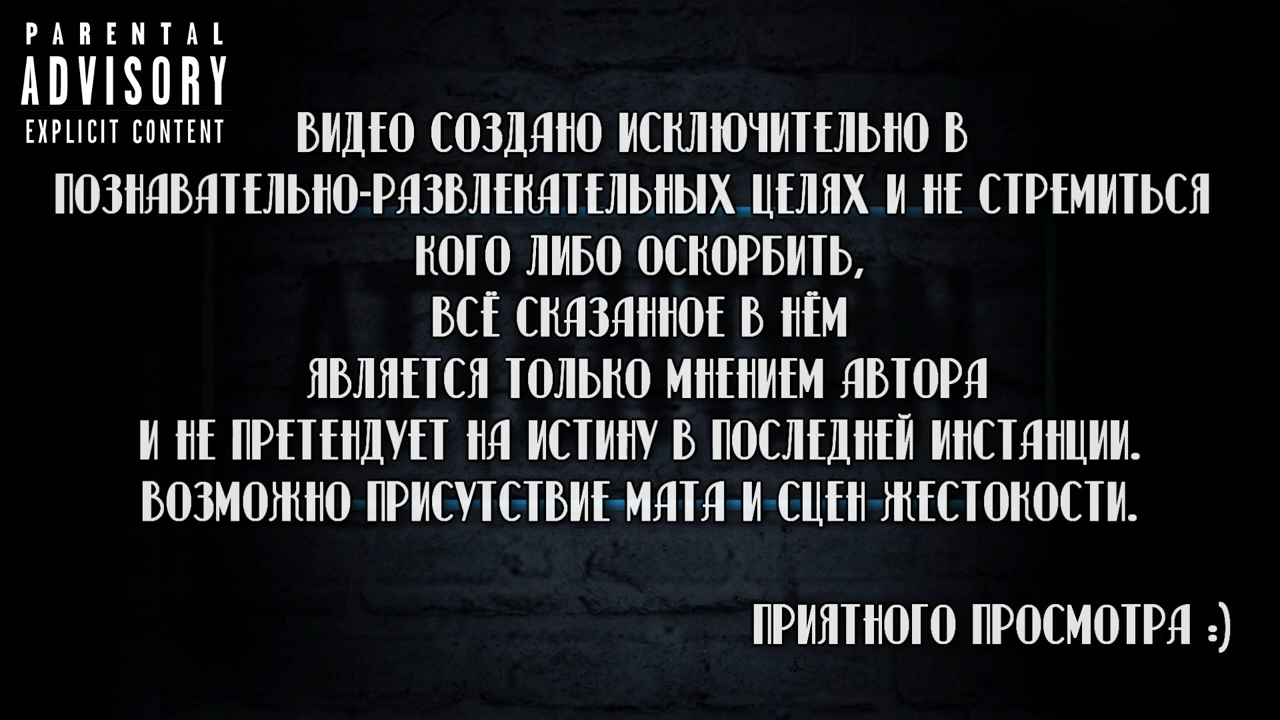 PARENTAL
ADVISORY
EXPLICIT CONTENT
ВИДЕО СОЗДАНО ИСКЛЮЧИТЕЛЬНО В
ПОЗНАВАТЕЛЬНО-РАЗВЛЕКАТЕЛЬНЫХ ЦЕЛЯХ И НЕ СТРЕМИТЬСЯ
КОГО ЛИБО ОСКОРБИТЬ,
ВСЁ СКАЗАННОЕ В НЁМ
ЯВЛЯЕТСЯ ТОЛЬКО МНЕНИЕМ АВТОРА
И НЕ ПРЕТЕНДУЕТ НА ИСТИНУ В ПОСЛЕДНЕЙ ИНСТАНЦИИ.
ВОЗМОЖНО ПРИСУТСТВИЕ МАТА И СЦЕН ЖЕСТОКОСТИ.
ПРИЯТНОГО ПРОСМОТРА :)